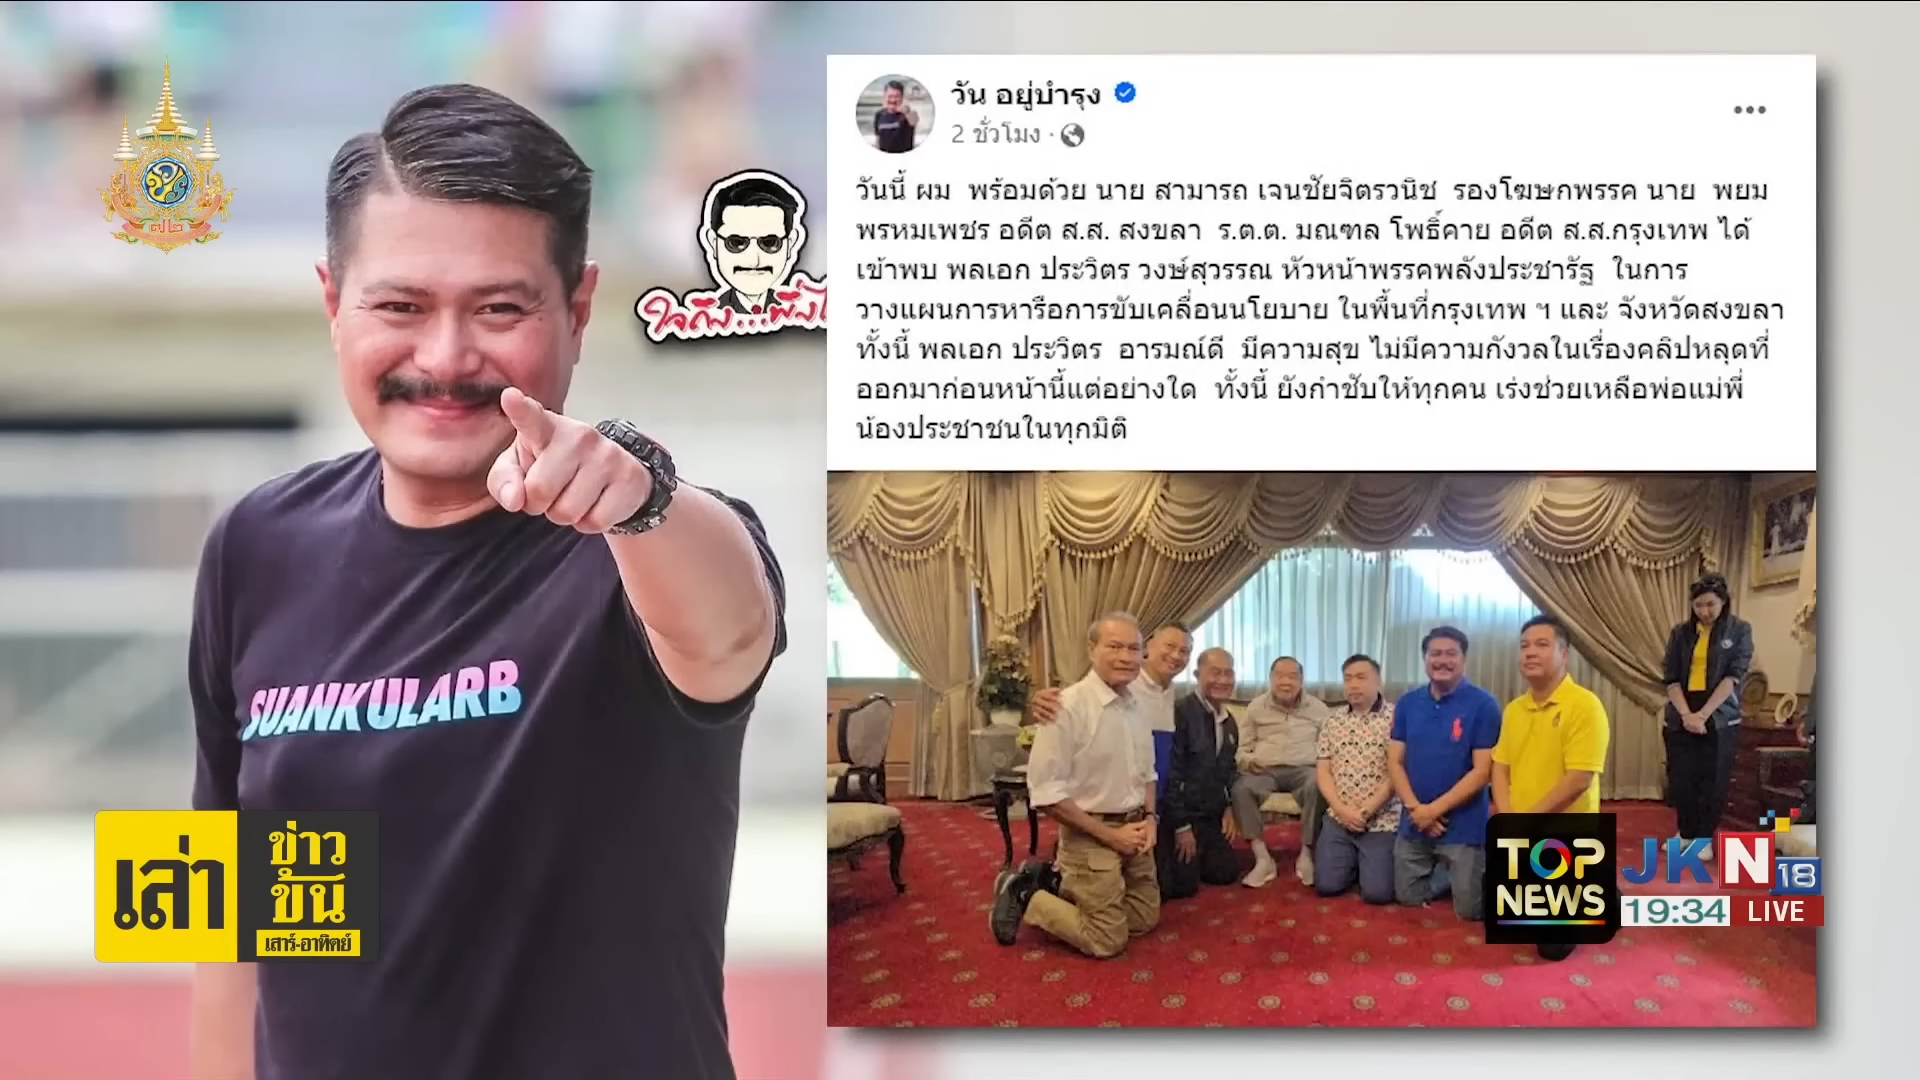 วัน อยู่บำรุง
2 ชั่วโมง ·
วันนี้ ผม พร้อมด้วย นาย สามารถ เจนชัยจิตรวนิช รองโฆษกพรรค นาย พยม
พรหมเพชร อดีต ส.ส. สงขลา ร.ต.ต. มณฑล โพธิ์คาย อดีต ส.ส.กรุงเทพ ได้
เข้าพบ พลเอก ประวิตร วงษ์สุวรรณ หัวหน้าพรรคพลังประชารัฐ ในการ
วางแผนการหารือการขับเคลื่อนนโยบาย ในพื้นที่กรุงเทพ ฯ และ จังหวัดสงขลา
ทั้งนี้ พลเอก ประวิตร อารมณ์ดี มีความสุข ไม่มีความกังวลในเรื่องคลิปหลุดที่
ออกมาก่อนหน้านี้แต่อย่างใด ทั้งนี้ ยังกำชับให้ทุกคน เร่งช่วยเหลือพ่อแม่พี่
น้องประชาชนในทุกมิติ
ใจถึง...
SUANKULARB
๗๒
เล่า
ข่าว
ข้น
เสาร์-อาทิตย์
TOP
NEWS
JKN 18
19:34 LIVE